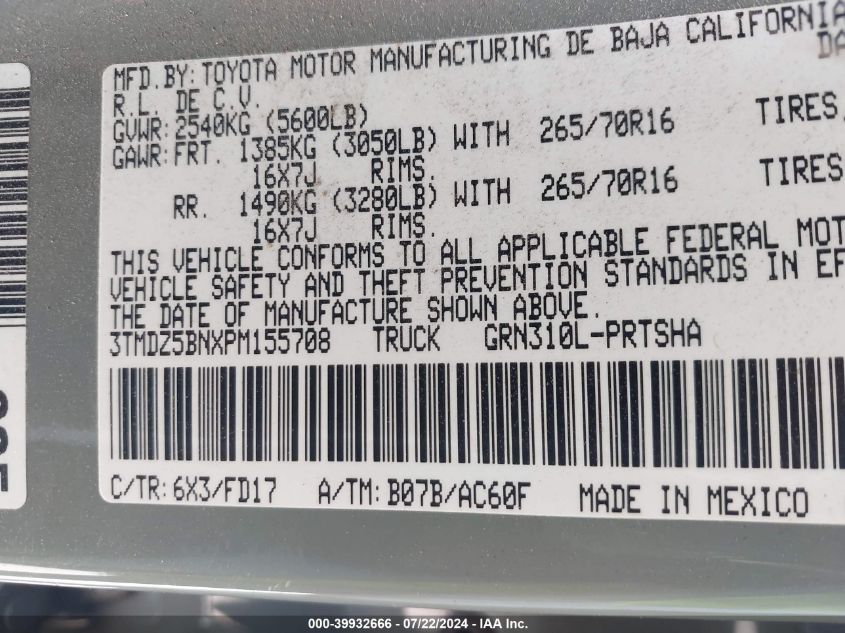 MFD.BY: TOYOTA MOTOR MANUFACTURING DE BAJA CALIFORNIA
R.L. DE C.V.
GVWR: 2540KG (5600LB)
GAWR: FRT. 1385KG (3050LB) WITH 265/70R16 TIRES,
16X7J RIMS.
RR. 1490KG (3280LB) WITH 265/70R16 TIRES
16X7J RIMS.
THIS VEHICLE CONFORMS TO ALL APPLICABLE FEDERAL MOT
VEHICLE SAFETY AND THEFT PREVENTION STANDARDS IN EF
THE DATE OF MANUFACTURE SHOWN ABOVE.
3TMDZ5BNXPM155708 TRUCK GRN310L-PRTSHA
C/TR: 6X3/FD17 A/TM: B07B/AC60F MADE IN MEXICO
000-39932666 - 07/22/2024 - IAA Inc.